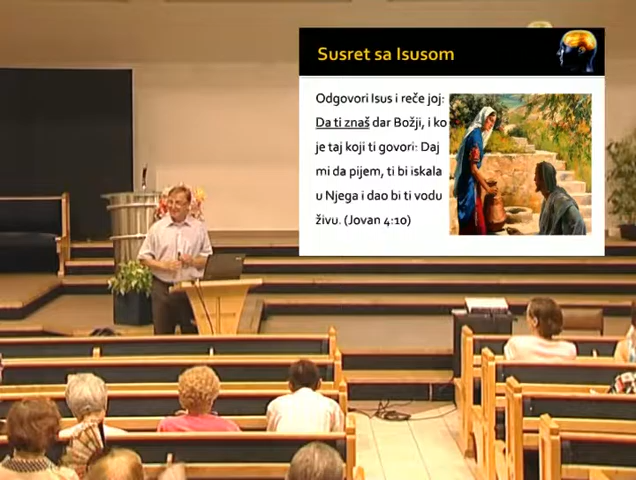 Susret sa Isusom
Odgovori Isus i reče joj:
Da ti znaš dar Božji, i ko
je taj koji ti govori: Daj
mi da pijem, ti bi iskala
u Njega i dao bi ti vodu
živu. (Jovan 4:10)